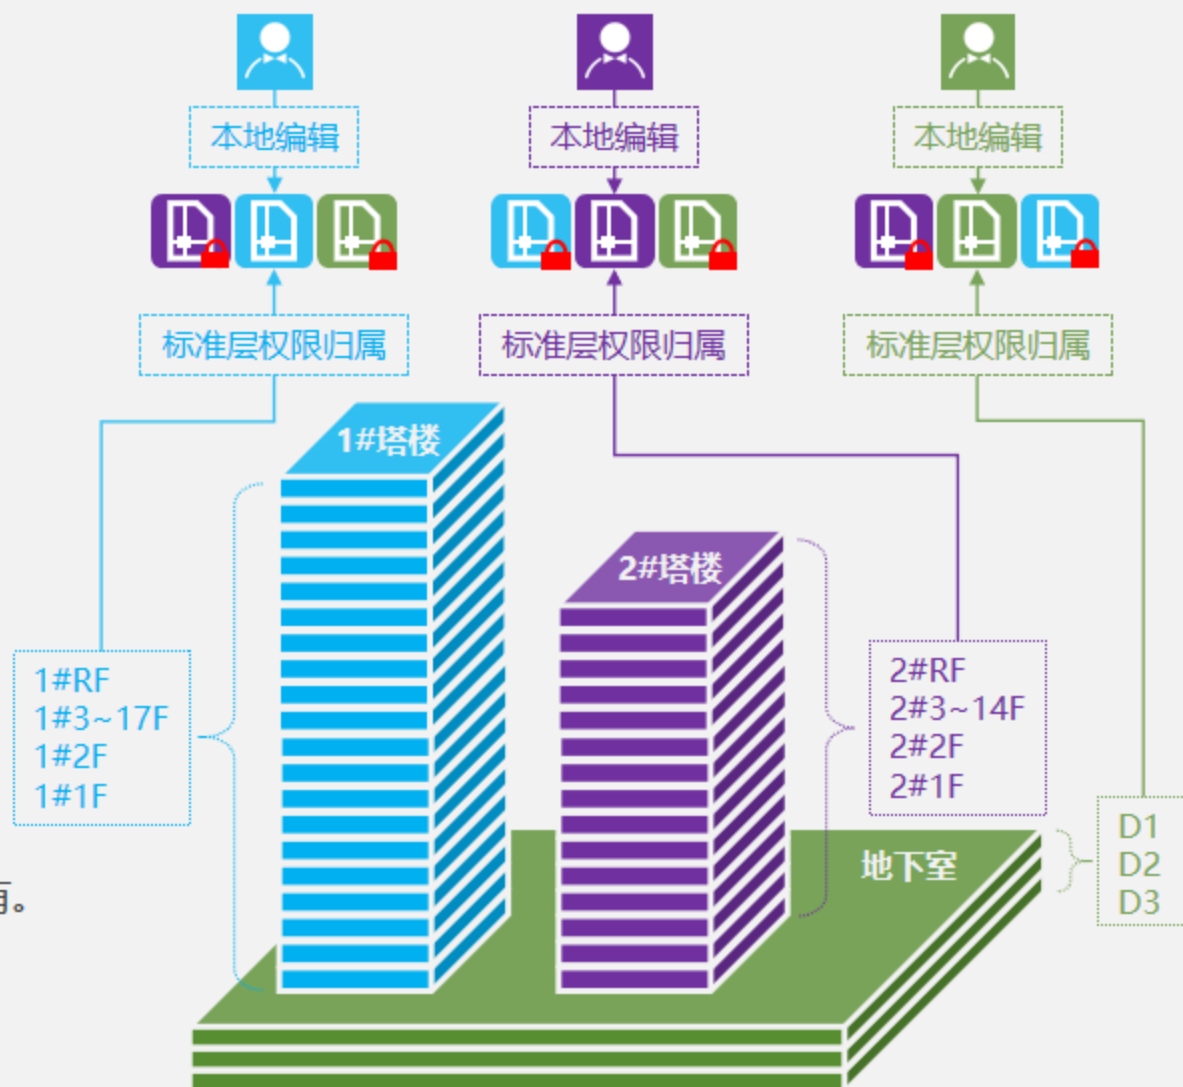 本地编辑
本地编辑
本地编辑
标准层权限归属
标准层权限归属
标准层权限归属
1#塔楼
2#塔楼
1#RF
1#3~17F
1#2F
1#1F
2#RF
2#3~14F
2#2F
2#1F
地下室
D1
D2
D3
。